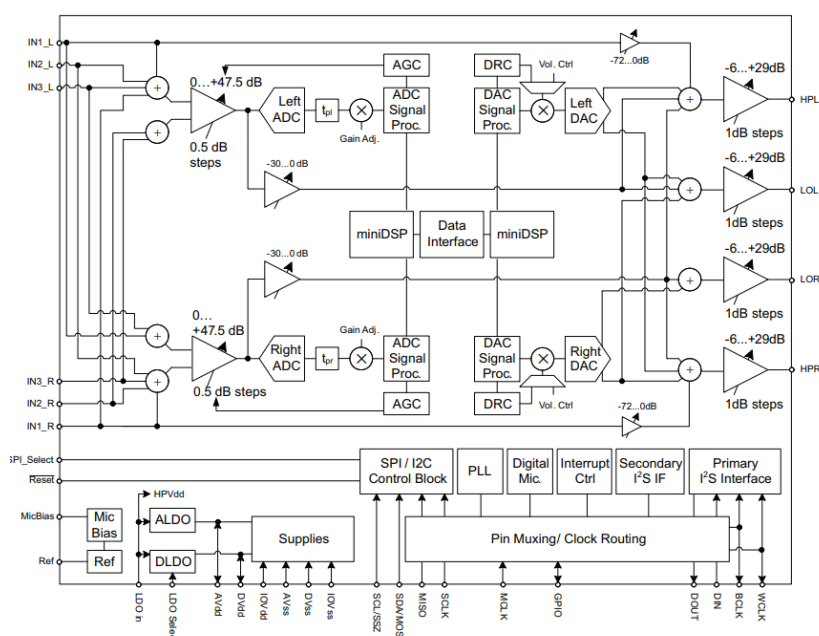 IN1_L
IN2_L
IN3_L
0…+47.5 dB
0.5 dB
steps
Left
ADC
tpl
Gain Adj.
AGC
ADC
Signal
Proc.
DRC
Vol. Ctrl
DAC
Signal
Proc.
Left
DAC
-72...0dB
-6...+29dB
HPL
1dB steps
-30...0 dB
-6...+29dB
LOL
1dB steps
miniDSP
Data
Interface
miniDSP
-30...0 dB
-6...+29dB
LOR
1dB steps
0…
+47.5 dB
0.5 dB steps
Right
ADC
tpr
Gain Adj.
ADC
Signal
Proc.
AGC
DAC
Signal
Proc.
DRC
Vol. Ctrl
Right
DAC
-72...0dB
-6...+29dB
HPR
1dB steps
IN3_R
IN2_R
IN1_R
SPI_Select
Reset
SPI / I2C
Control Block
PLL
Digital
Mic.
Interrupt
Ctrl
Secondary
I²S IF
Primary
I²S Interface
HPVdd
MicBias
Mic
Bias
Ref
Ref
ALDO
DLDO
Supplies
Pin Muxing/ Clock Routing
LDO in
LDO Select
AVdd
DVdd
IOVdd
AVss
DVss
IOVss
SCL/SSZ
SDA/MOS
MISO
SCLK
MCLK
GPIO
DOUT
DIN
BCLK
WCLK